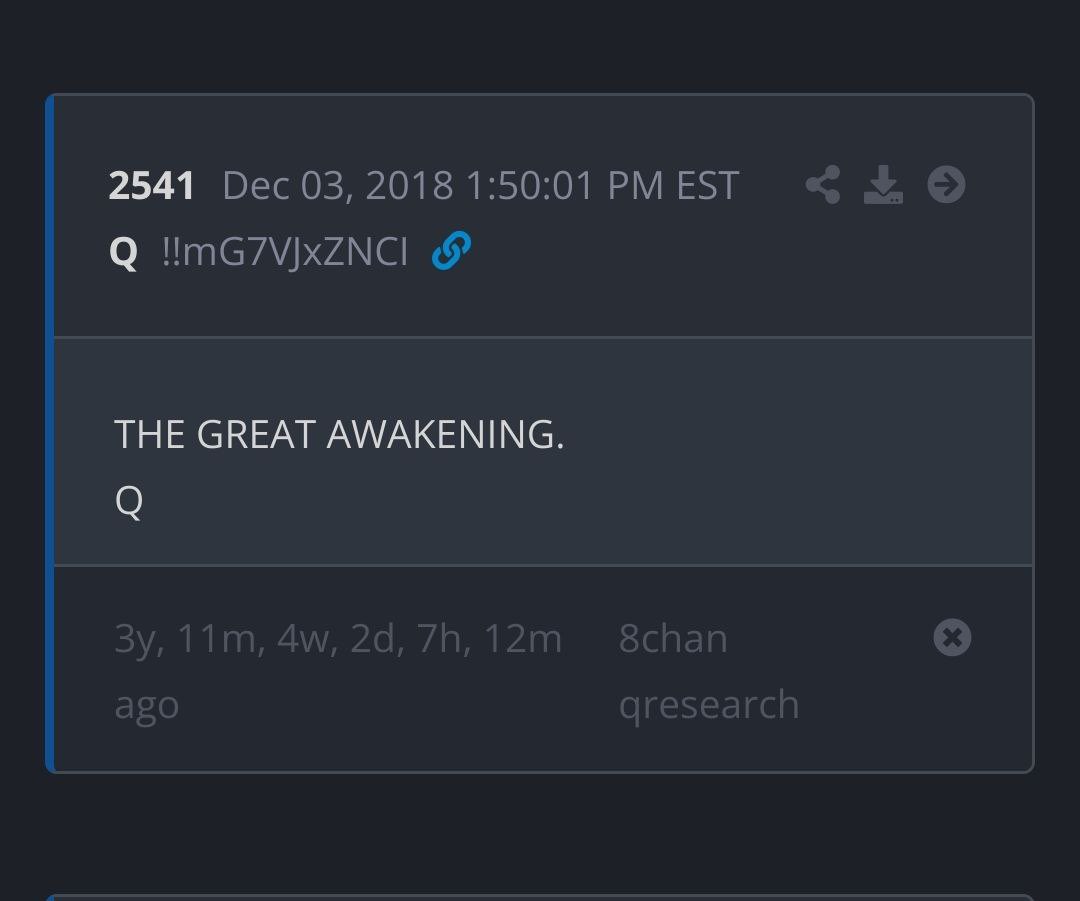 2541 Dec 03, 2018 1:50:01 PM EST
Q !!mG7VJxZNCI
THE GREAT AWAKENING.
Q
3y, 11m, 4w, 2d, 7h, 12m
ago
8chan
qresearch